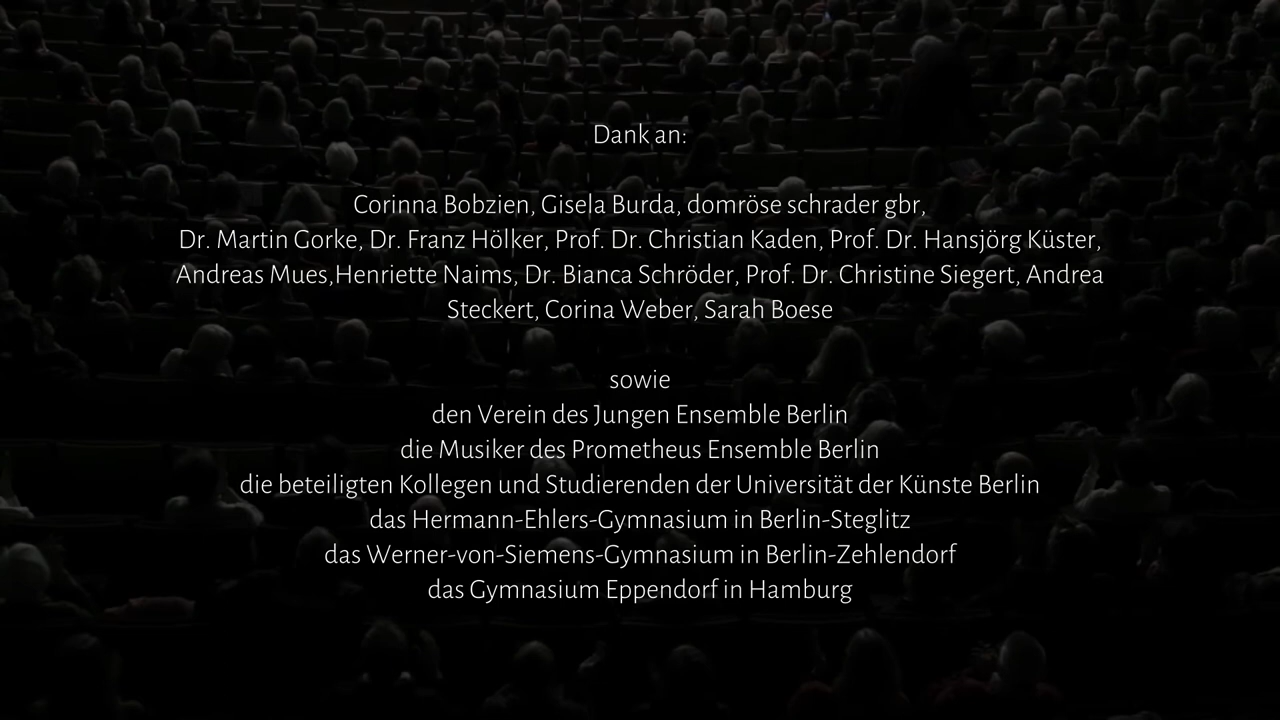 Dank an:
Corinna Bobzien, Gisela Burda, domröse schrader gbr,
Dr. Martin Gorke, Dr. Franz Hölker, Prof. Dr. Christian Kaden, Prof. Dr. Hansjörg Küster,
Andreas Mues,Henriette Naims, Dr. Bianca Schröder, Prof. Dr. Christine Siegert, Andrea
Steckert, Corina Weber, Sarah Boese
sowie
den Verein des Jungen Ensemble Berlin
die Musiker des Prometheus Ensemble Berlin
die beteiligten Kollegen und Studierenden der Universität der Künste Berlin
das Hermann-Ehlers-Gymnasium in Berlin-Steglitz
das Werner-von-Siemens-Gymnasium in Berlin-Zehlendorf
das Gymnasium Eppendorf in Hamburg